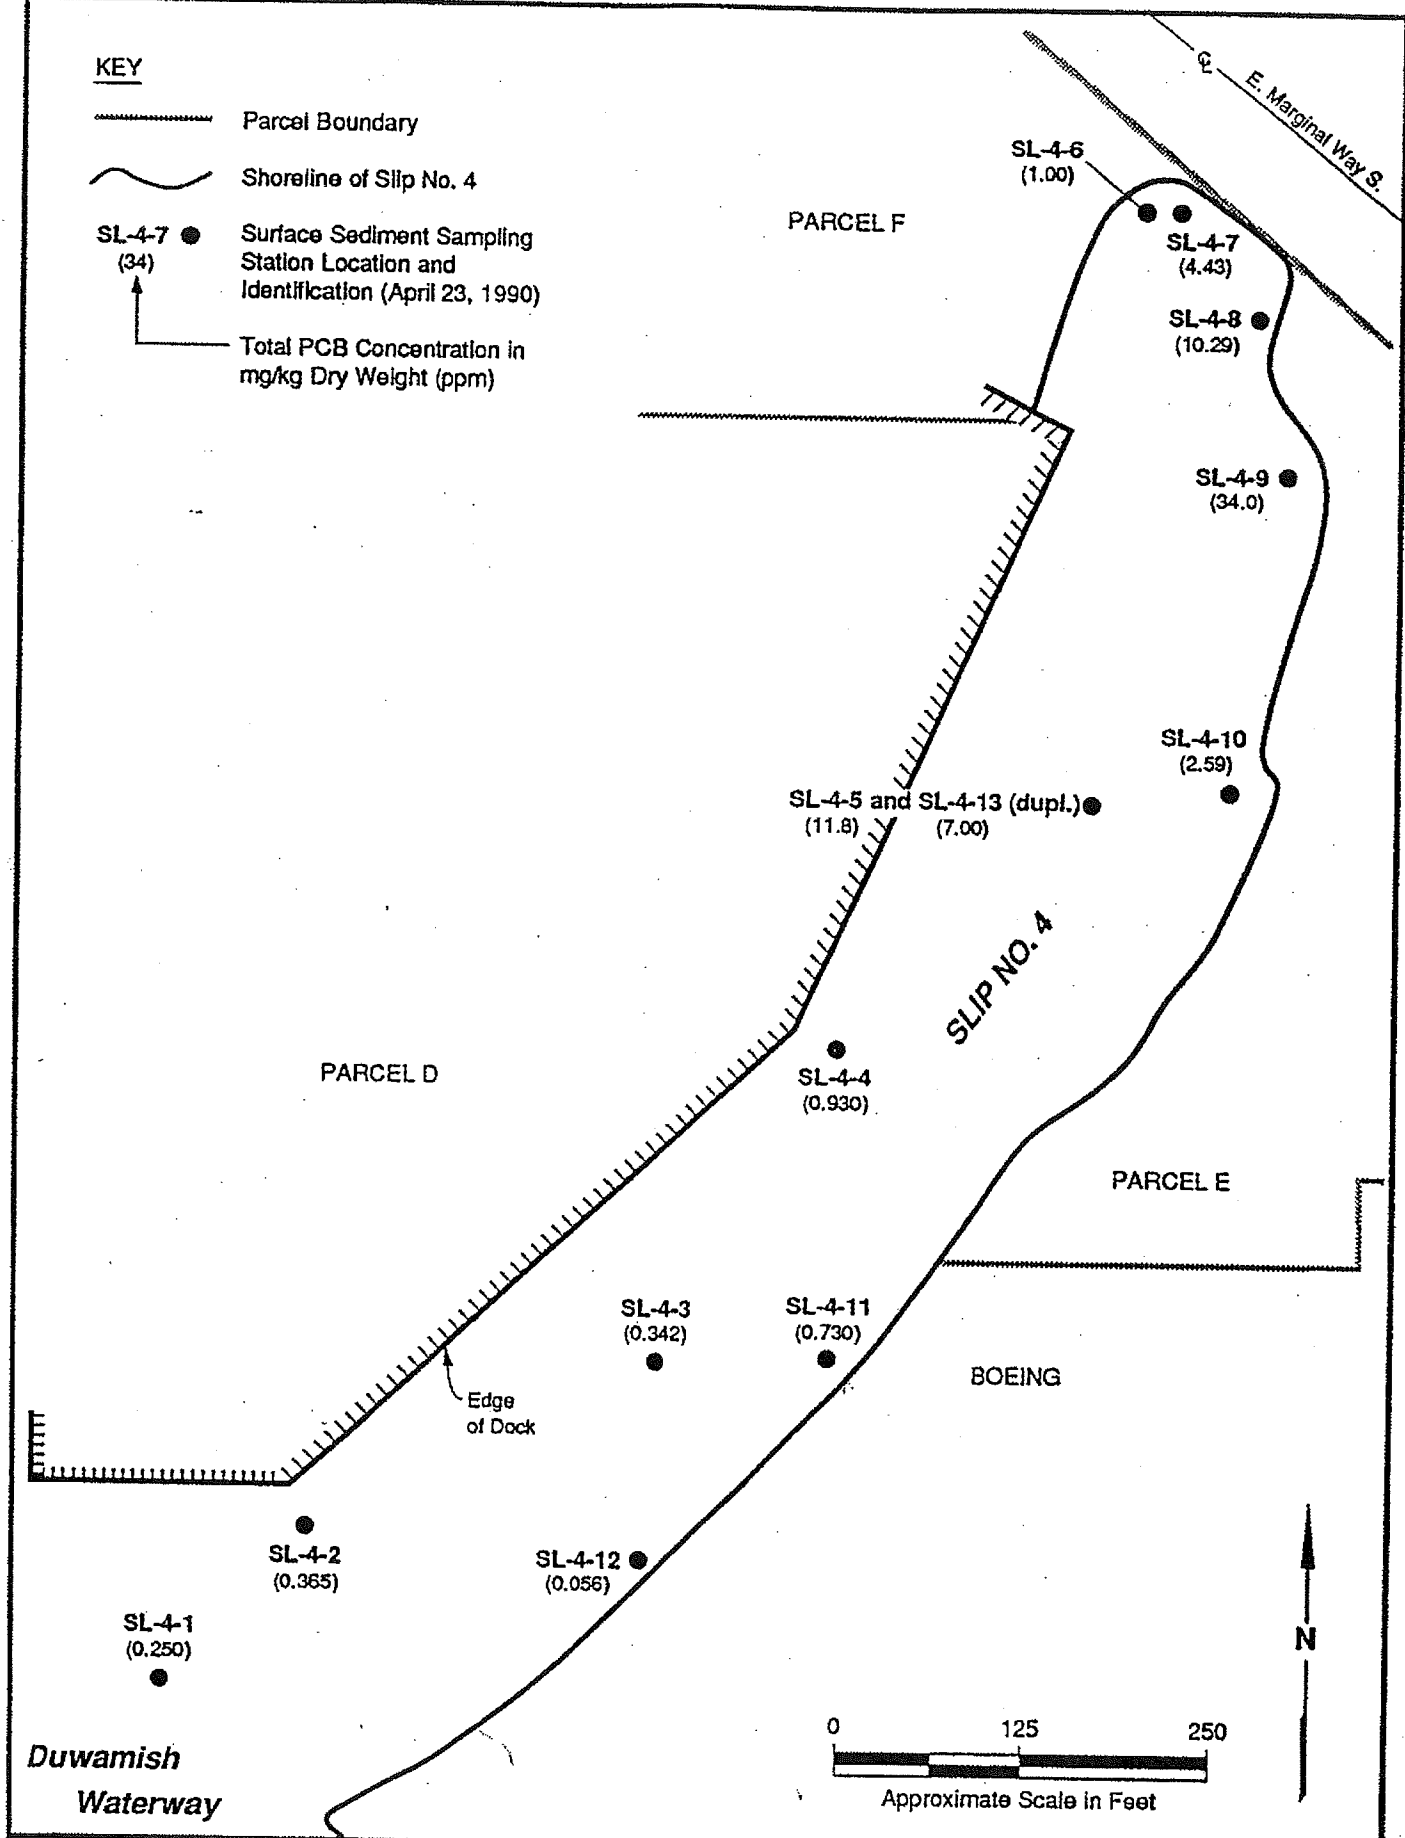 KEY
Parcel Boundary
Shoreline of Slip No. 4
SL-4-7
(34)
Surface Sediment Sampling
Station Location and
Identification (April 23, 1990)
Total PCB Concentration in
mg/kg Dry Weight (ppm)
CL
E. Marginal Way S.
SL-4-6
(1.00)
PARCEL F
SL-4-7
(4.43)
SL-4-8
(10.29)
SL-4-9
(34.0)
SL-4-10
(2.59)
SL-4-5 and SL-4-13 (dupl.)
(11.8) (7.00)
SLIP NO. 4
PARCEL D
SL-4-4
(0.930)
PARCEL E
SL-4-3
(0.342)
SL-4-11
(0.730)
BOEING
Edge
of Dock
SL-4-2
(0.365)
SL-4-12
(0.056)
SL-4-1
(0.250)
N
Duwamish
Waterway
0 125 250
Approximate Scale in Feet